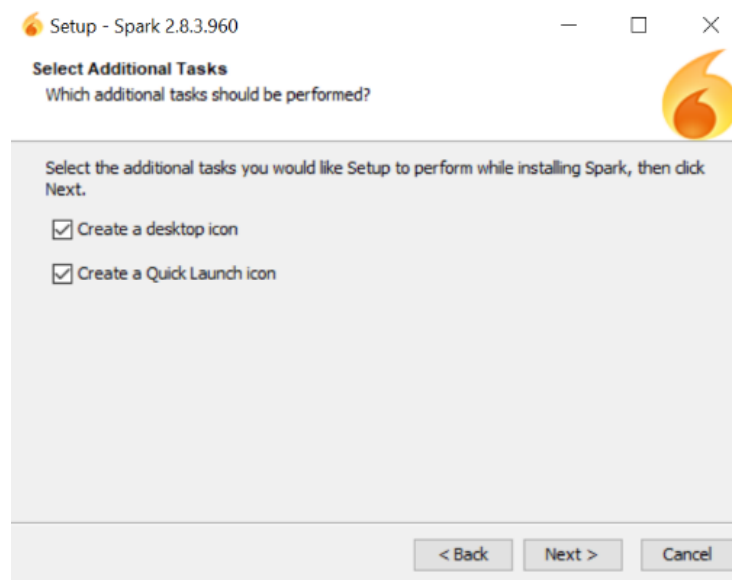 Setup - Spark 2.8.3.960
Select Additional Tasks
Which additional tasks should be performed?
Select the additional tasks you would like Setup to perform while installing Spark, then click
Next.
Create a desktop icon
Create a Quick Launch icon
< Back
Next >
Cancel